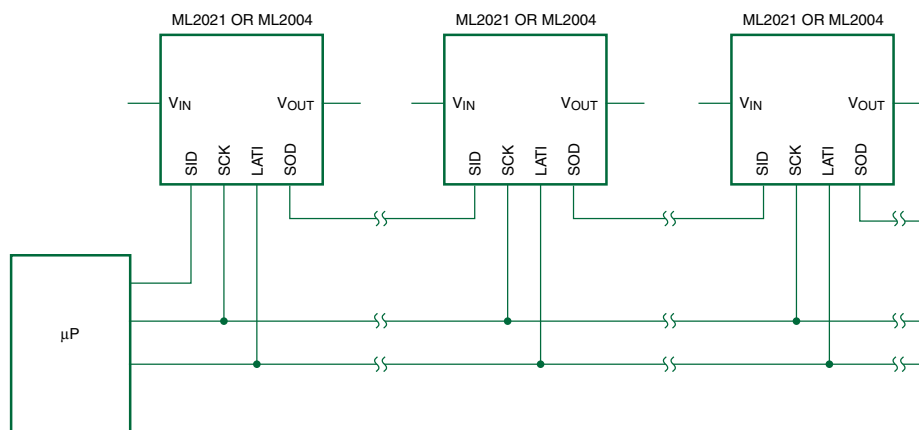 ML2021 OR ML2004 ML2021 OR ML2004 ML2021 OR ML2004
VIN VOUT VIN VOUT VIN VOUT
SID SCK LATI SOD SID SCK LATI SOD SID SCK LATI SOD
μP